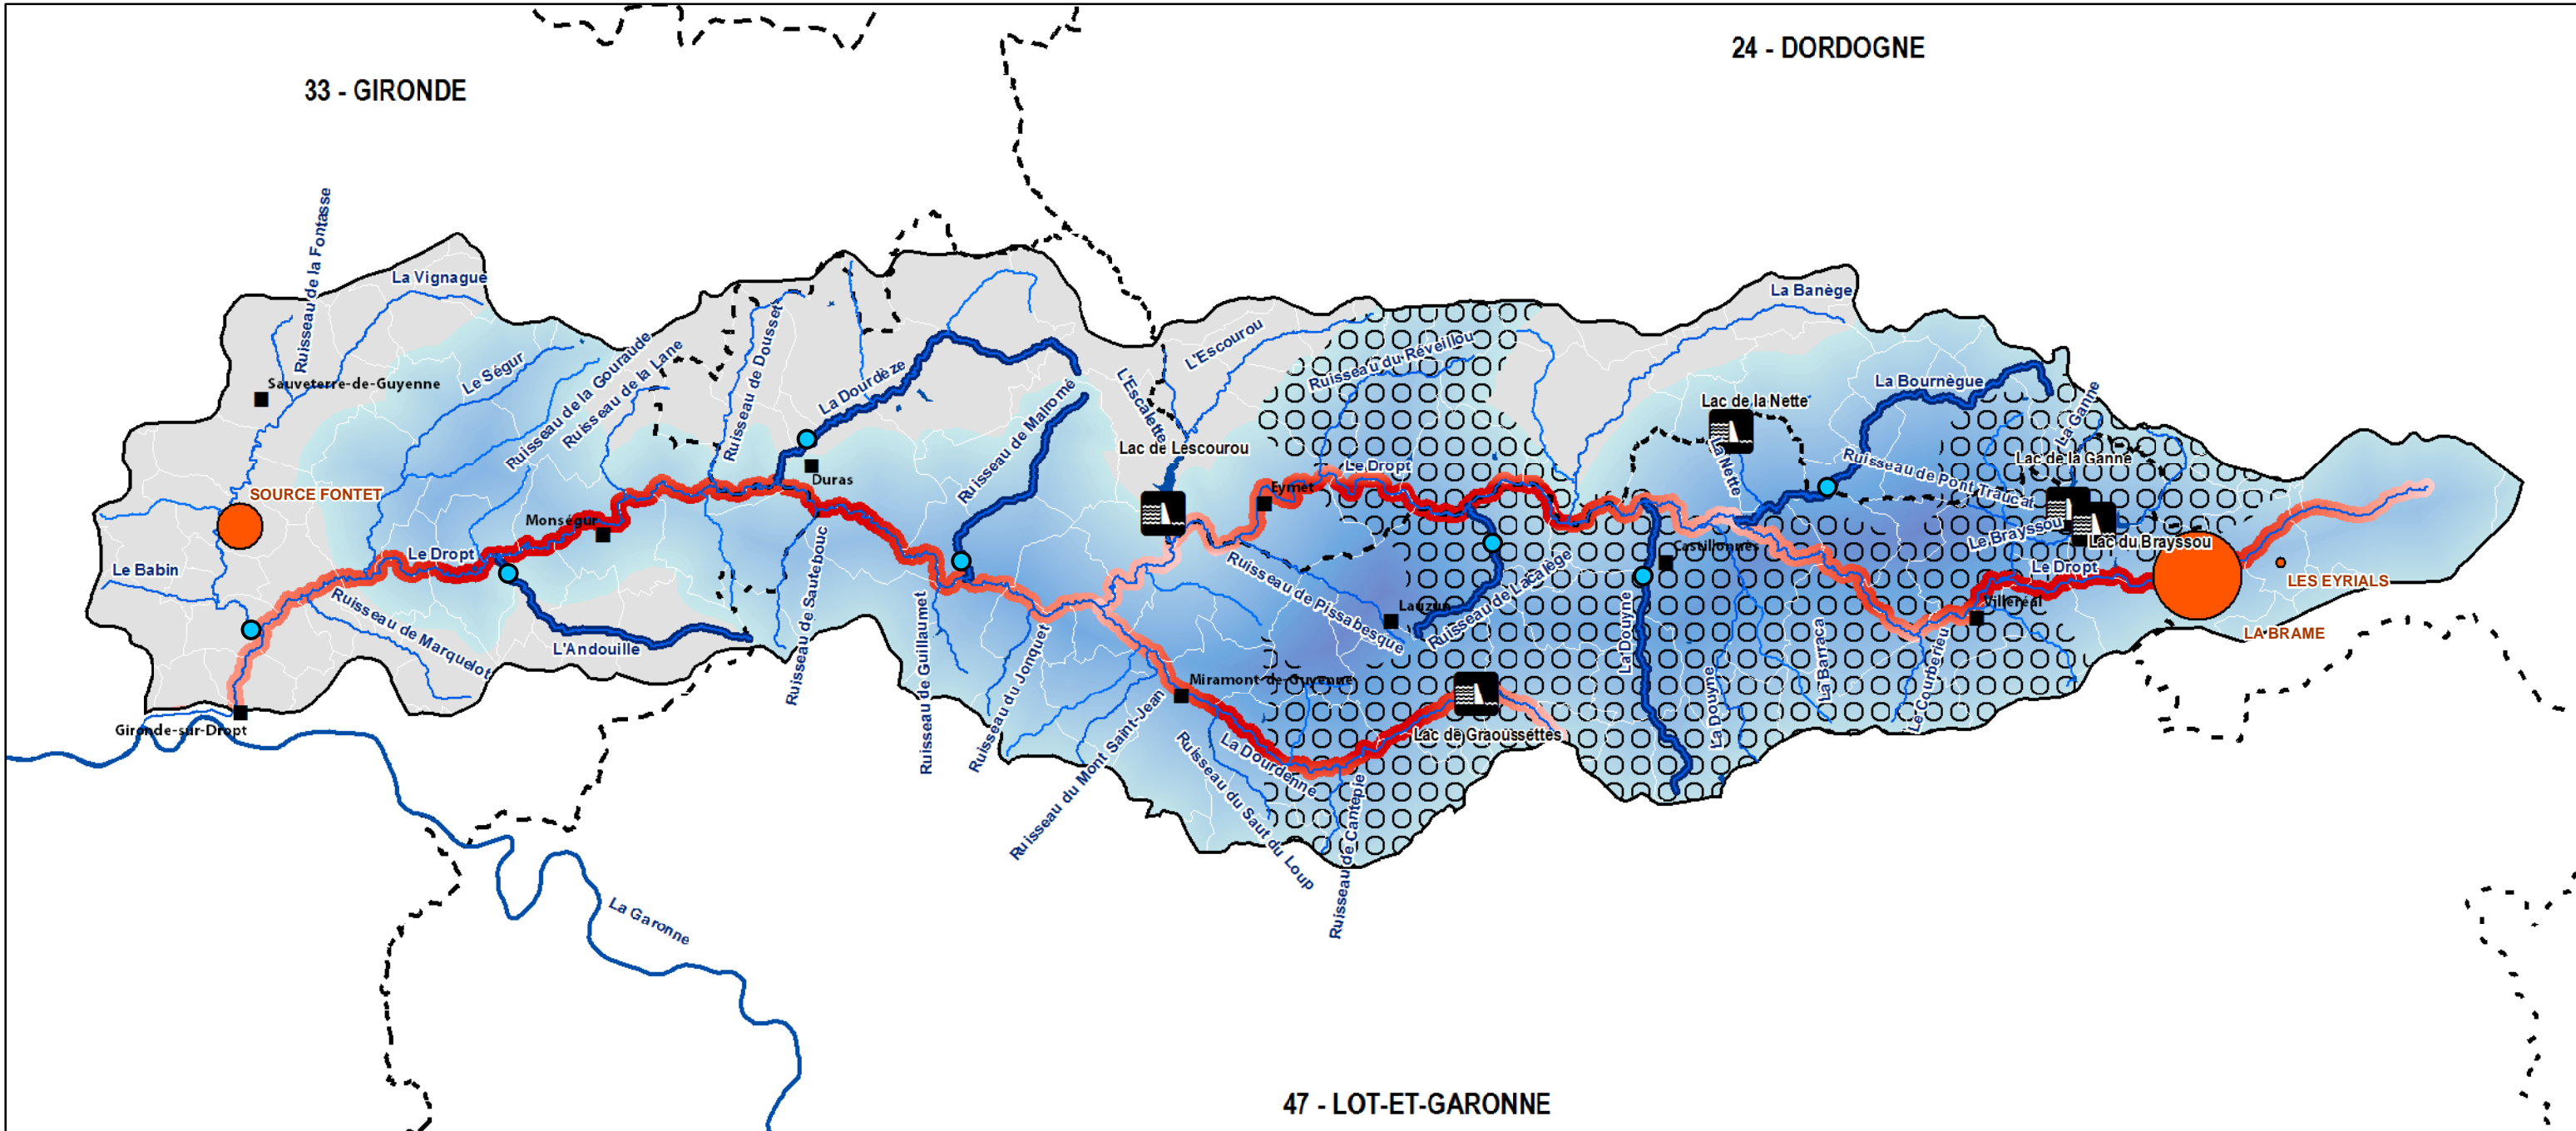 24 - DORDOGNE
33 - GIRONDE
Ruisseau de la Fontasse
La Vignague
La Banège
L'Escourou
Ruisseau de Dousset
Ruisseau du Réveillou
Le Ségur
Ruisseau de la Gouraude
Ruisseau de la Lane
La Dourdèze
Sauveterre-de-Guyenne
L'Escalette
La Bournègue
Lac de la Nette
La Ganne
Ruisseau de Malromé
Lac de Lescourou
Lac de la Ganne
Le Dropt
La Nette
Ruisseau de Pont Traucat
Duras
Eymet
SOURCE FONTET
Monségur
Le Brayssou
Lac du Brayssou
Castillonnès
Le Dropt
Le Babin
Le Dropt
LES EYRIALS
Ruisseau de Sautebouc
Ruisseau de Pissabesque
Ruisseau de Lacalège
Lauzun
Villeréal
Ruisseau de Marquelot
LA BRAME
L'Andouille
La Douyne
La Barraca
Le Courberieu
Ruisseau de Guillaumet
Ruisseau du Jonquet
Miramont-de-Guyenne
La Douyne
Gironde-sur-Dropt
Lac de Graoussettes
Ruisseau du Mont Saint-Jean
La Dourdenne
Ruisseau du Saut du Loup
Ruisseau de Cantepie
La Garonne
47 - LOT-ET-GARONNE